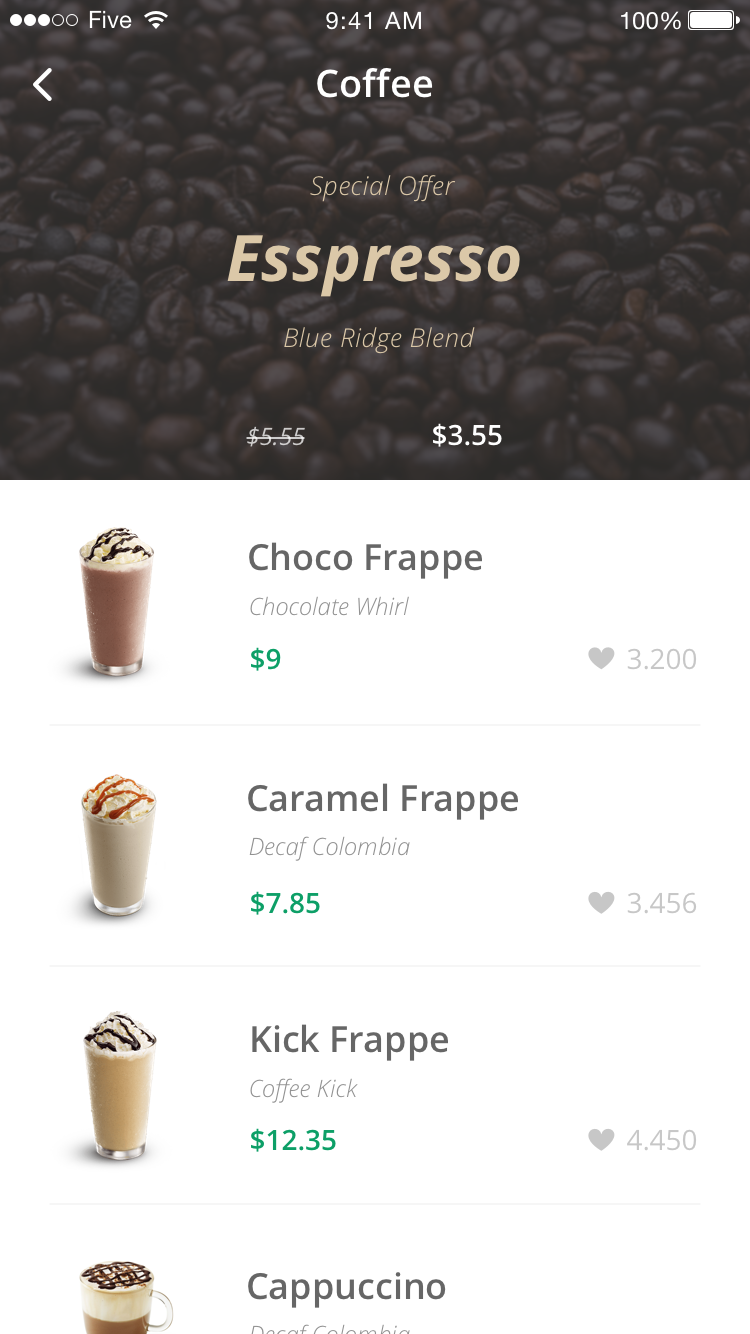 Five 9:41 AM 100%
Coffee
Special Offer
Esspresso
Blue Ridge Blend
$5.55 $3.55
Choco Frappe
Chocolate Whirl
$9 3.200
Caramel Frappe
Decaf Colombia
$7.85 3.456
Kick Frappe
Coffee Kick
$12.35 4.450
Cappuccino
Decaf Colombia